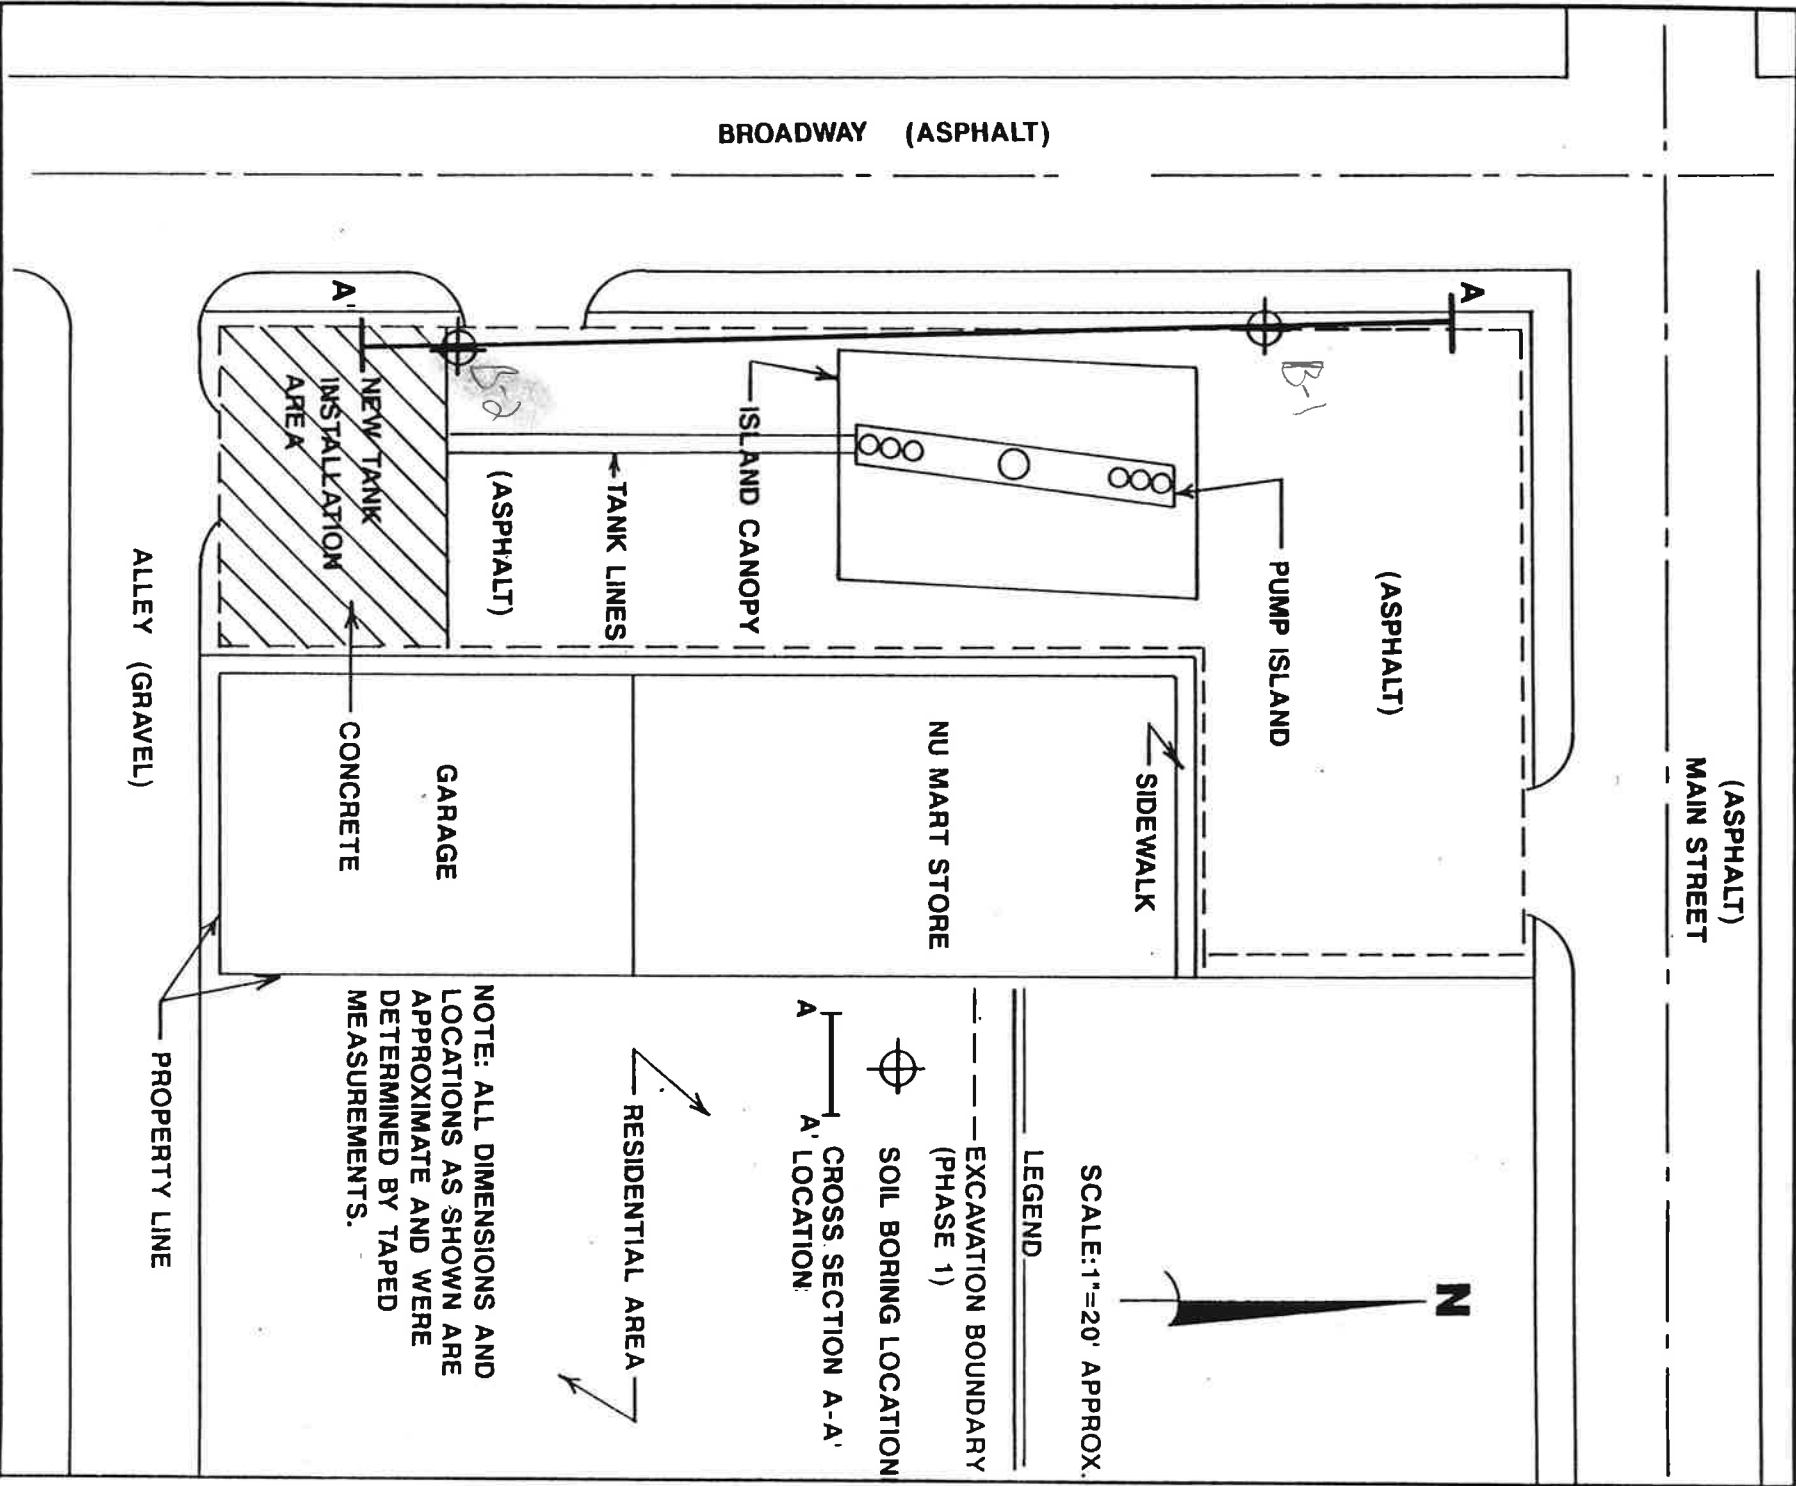 BROADWAY (ASPHALT)
(ASPHALT)
MAIN STREET
A
B-1
(ASPHALT)
PUMP ISLAND
SIDEWALK
NU MART STORE
ISLAND CANOPY
TANK LINES
(ASPHALT)
B-2
A'
NEW TANK
INSTALLATION
AREA
GARAGE
CONCRETE
ALLEY (GRAVEL)
PROPERTY LINE
N
SCALE:1"=20' APPROX.
LEGEND
EXCAVATION BOUNDARY
(PHASE 1)
SOIL BORING LOCATION
A A' CROSS SECTION A-A'
LOCATION
RESIDENTIAL AREA
NOTE: ALL DIMENSIONS AND
LOCATIONS AS SHOWN ARE
APPROXIMATE AND WERE
DETERMINED BY TAPED
MEASUREMENTS.